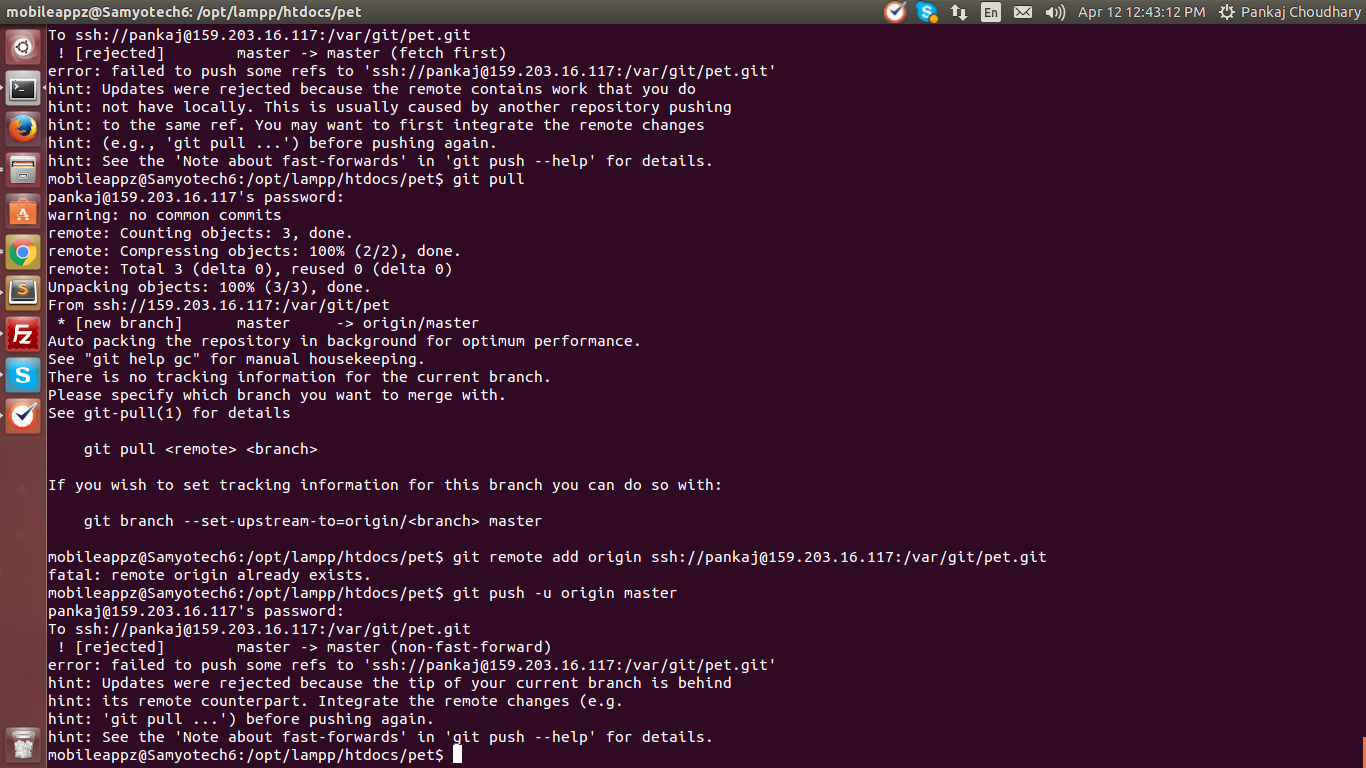 mobileappz@Samyotech6: /opt/lampp/htdocs/pet
En
Apr 12 12:43:12 PM
Pankaj Choudhary
To ssh://pankaj@159.203.16.117:/var/git/pet.git
 ! [rejected]        master -> master (fetch first)
error: failed to push some refs to 'ssh://pankaj@159.203.16.117:/var/git/pet.git'
hint: Updates were rejected because the remote contains work that you do
hint: not have locally. This is usually caused by another repository pushing
hint: to the same ref. You may want to first integrate the remote changes
hint: (e.g., 'git pull ...') before pushing again.
hint: See the 'Note about fast-forwards' in 'git push --help' for details.
mobileappz@Samyotech6:/opt/lampp/htdocs/pet$ git pull
pankaj@159.203.16.117's password:
warning: no common commits
remote: Counting objects: 3, done.
remote: Compressing objects: 100% (2/2), done.
remote: Total 3 (delta 0), reused 0 (delta 0)
Unpacking objects: 100% (3/3), done.
From ssh://159.203.16.117:/var/git/pet
 * [new branch]      master     -> origin/master
Auto packing the repository in background for optimum performance.
See "git help gc" for manual housekeeping.
There is no tracking information for the current branch.
Please specify which branch you want to merge with.
See git-pull(1) for details
    git pull <remote> <branch>
If you wish to set tracking information for this branch you can do so with:
    git branch --set-upstream-to=origin/<branch> master
mobileappz@Samyotech6:/opt/lampp/htdocs/pet$ git remote add origin ssh://pankaj@159.203.16.117:/var/git/pet.git
fatal: remote origin already exists.
mobileappz@Samyotech6:/opt/lampp/htdocs/pet$ git push -u origin master
pankaj@159.203.16.117's password:
To ssh://pankaj@159.203.16.117:/var/git/pet.git
 ! [rejected]        master -> master (non-fast-forward)
error: failed to push some refs to 'ssh://pankaj@159.203.16.117:/var/git/pet.git'
hint: Updates were rejected because the tip of your current branch is behind
hint: its remote counterpart. Integrate the remote changes (e.g.
hint: 'git pull ...') before pushing again.
hint: See the 'Note about fast-forwards' in 'git push --help' for details.
mobileappz@Samyotech6:/opt/lampp/htdocs/pet$